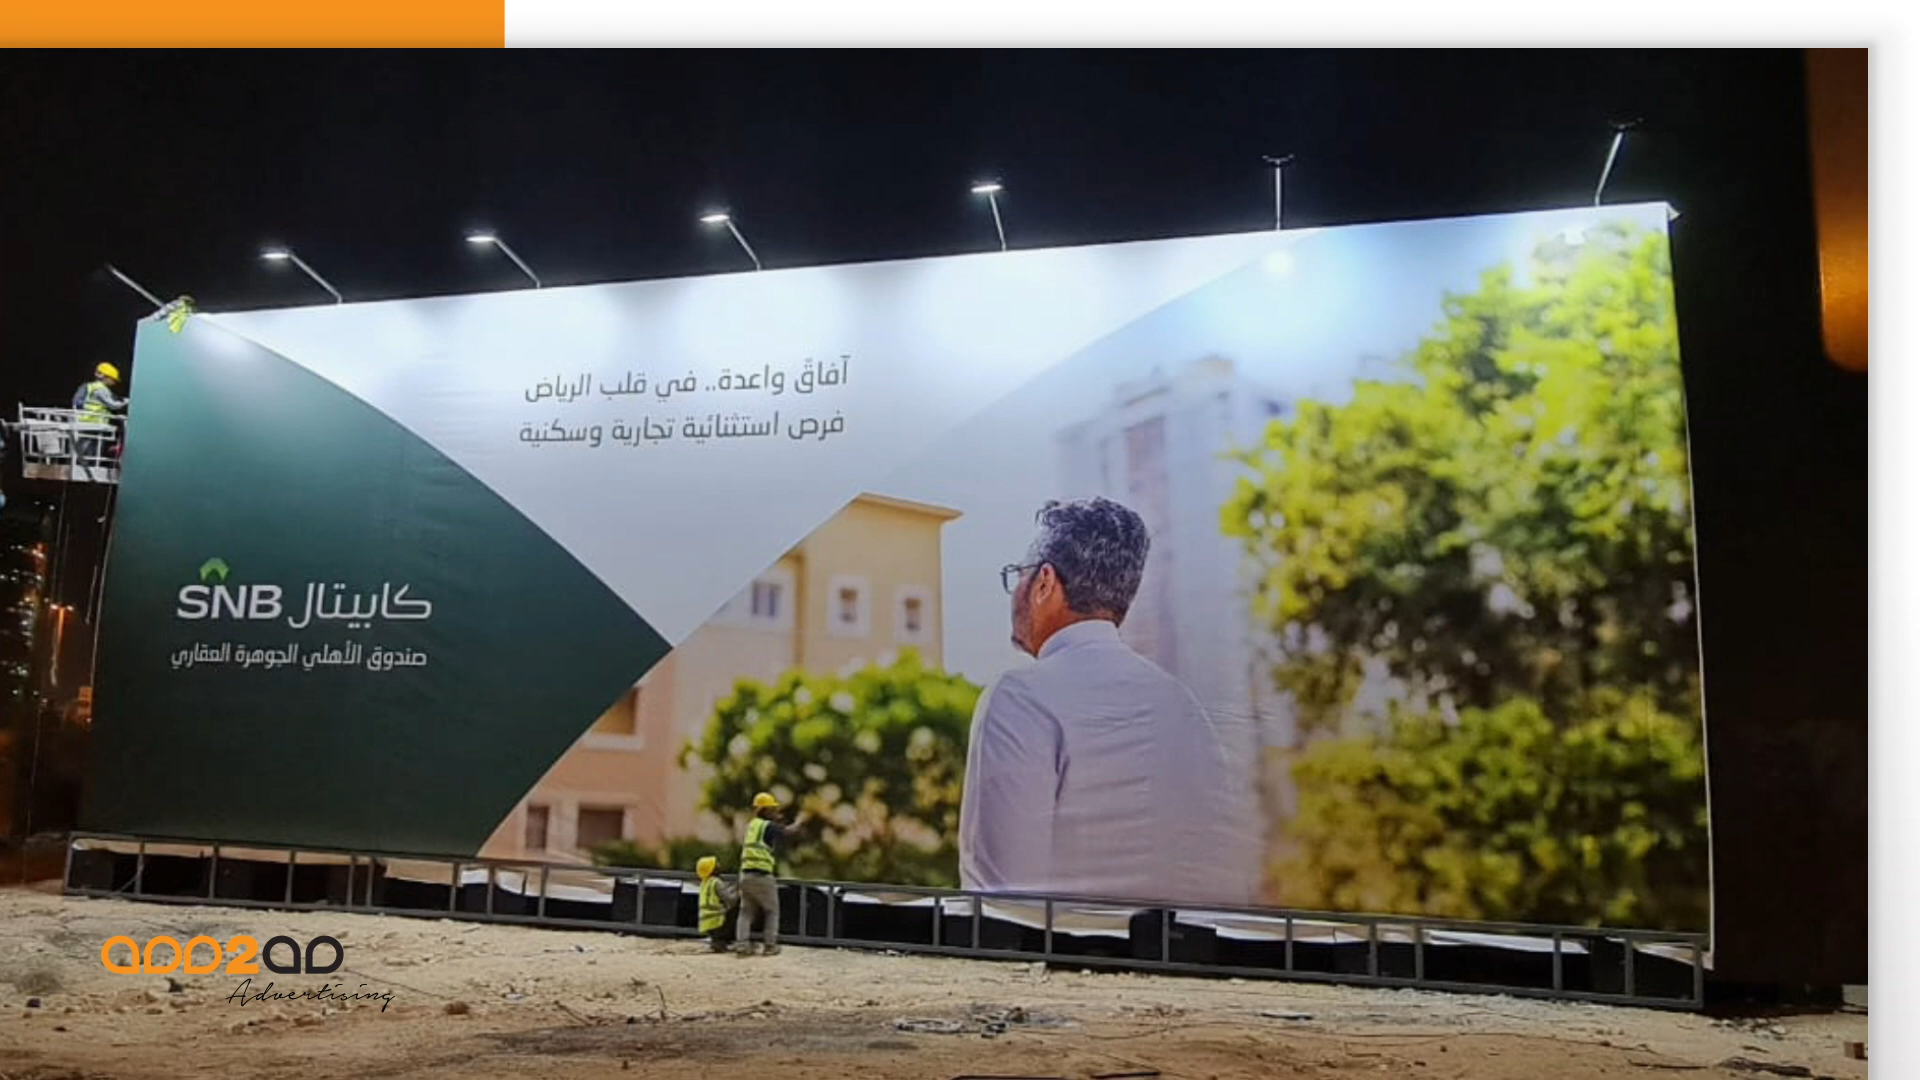 آفاقٌ واعدة.. في قلب الرياض
فرص استثنائية تجارية وسكنية
SNB كابيتال
صندوق الأهلي الجوهرة العقاري
ADD2AD
Advertising